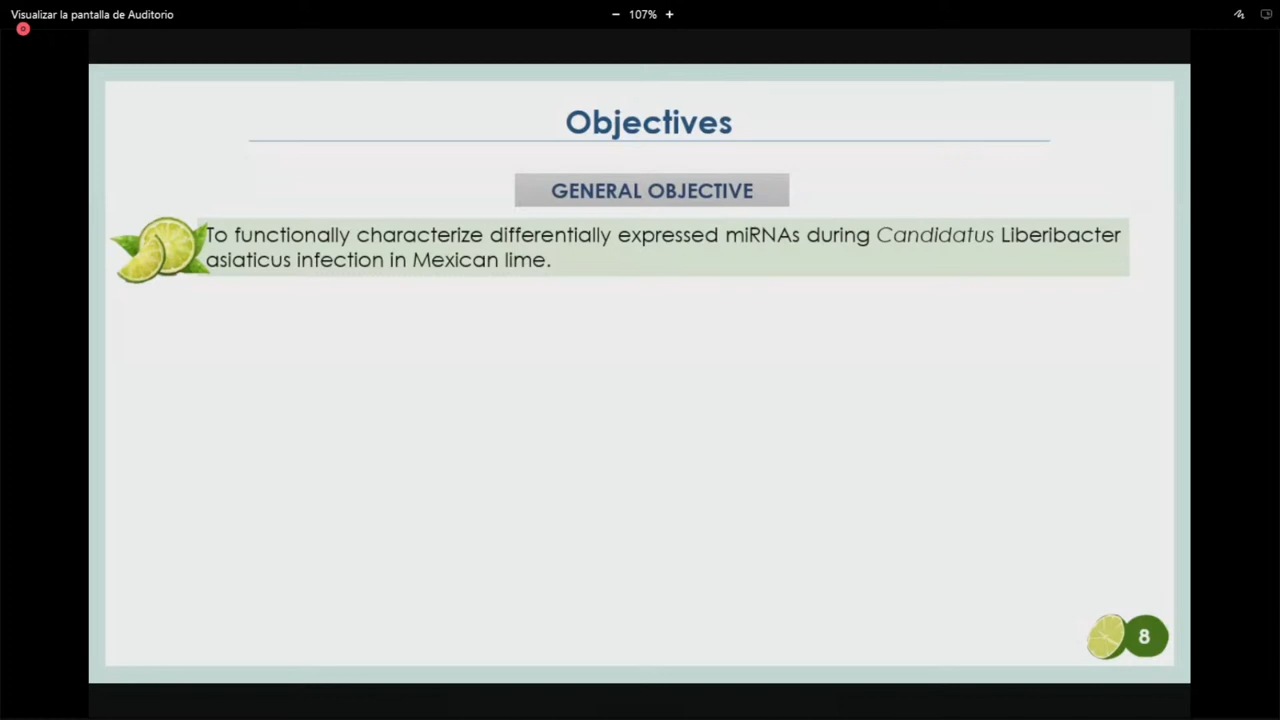 Visualizar la pantalla de Auditorio
− 107% +
Objectives
GENERAL OBJECTIVE
To functionally characterize differentially expressed miRNAs during Candidatus Liberibacter
asiaticus infection in Mexican lime.
8